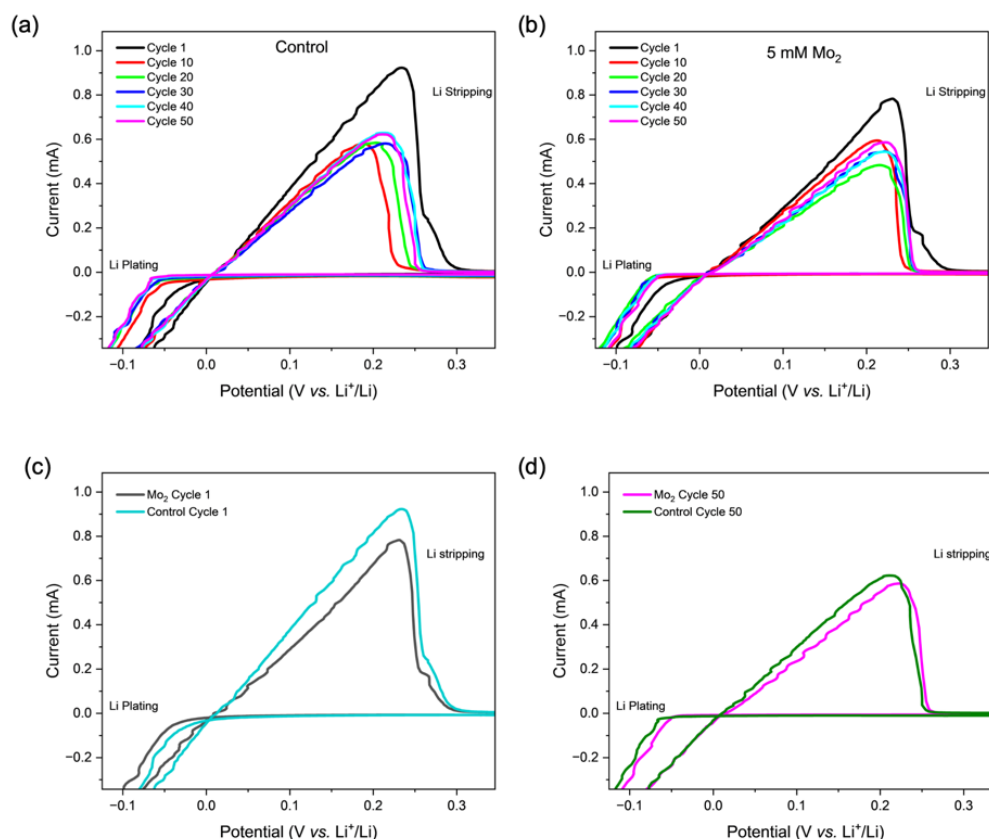 (a)
Control
Cycle 1
Cycle 10
Cycle 20
Cycle 30
Cycle 40
Cycle 50
Li Stripping
Li Plating
Current (mA)
1.0
0.8
0.6
0.4
0.2
0.0
−0.2
−0.1
0.0
0.1
0.2
0.3
Potential (V vs. Li⁺/Li)
(b)
5 mM Mo₂
Cycle 1
Cycle 10
Cycle 20
Cycle 30
Cycle 40
Cycle 50
Li Stripping
Li Plating
Current (mA)
1.0
0.8
0.6
0.4
0.2
0.0
−0.2
−0.1
0.0
0.1
0.2
0.3
Potential (V vs. Li⁺/Li)
(c)
Mo₂ Cycle 1
Control Cycle 1
Li stripping
Li Plating
Current (mA)
1.0
0.8
0.6
0.4
0.2
0.0
−0.2
−0.1
0.0
0.1
0.2
0.3
Potential (V vs. Li⁺/Li)
(d)
Mo₂ Cycle 50
Control Cycle 50
Li stripping
Li Plating
Current (mA)
1.0
0.8
0.6
0.4
0.2
0.0
−0.2
−0.1
0.0
0.1
0.2
0.3
Potential (V vs. Li⁺/Li)